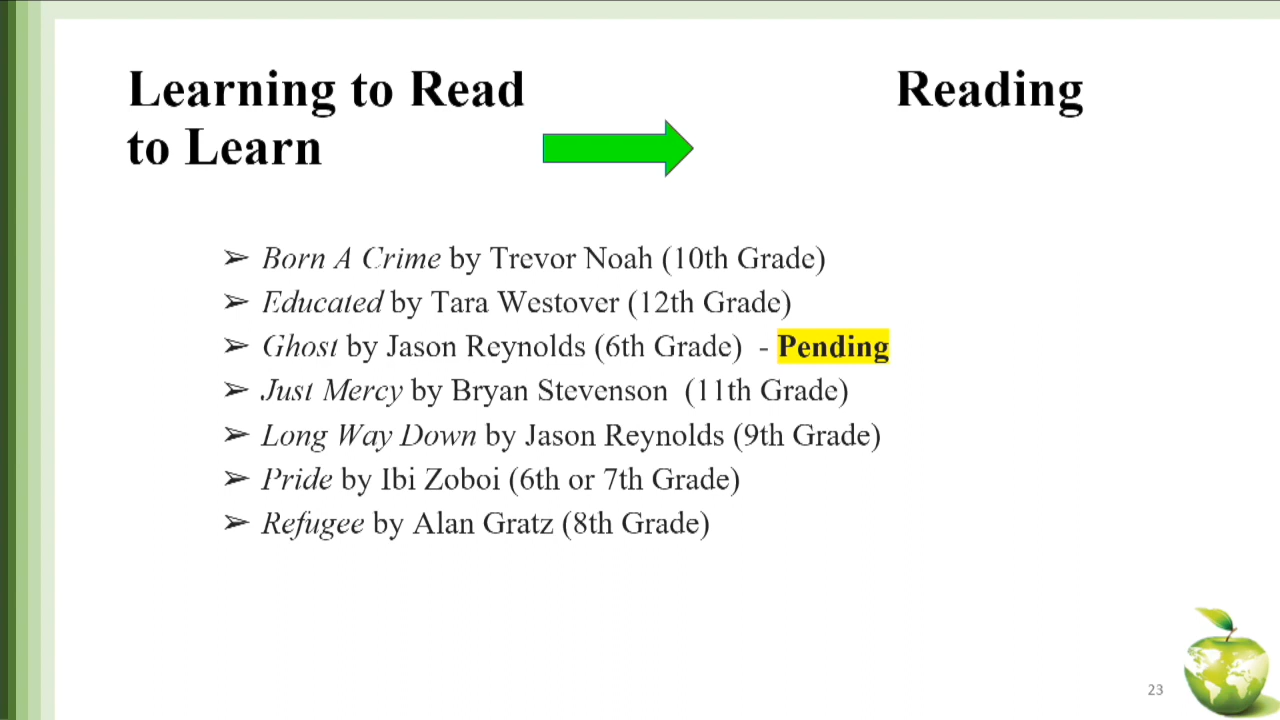 Learning to Read Reading
to Learn
➢ Born A Crime by Trevor Noah (10th Grade)
➢ Educated by Tara Westover (12th Grade)
➢ Ghost by Jason Reynolds (6th Grade) - Pending
➢ Just Mercy by Bryan Stevenson (11th Grade)
➢ Long Way Down by Jason Reynolds (9th Grade)
➢ Pride by Ibi Zoboi (6th or 7th Grade)
➢ Refugee by Alan Gratz (8th Grade)
23